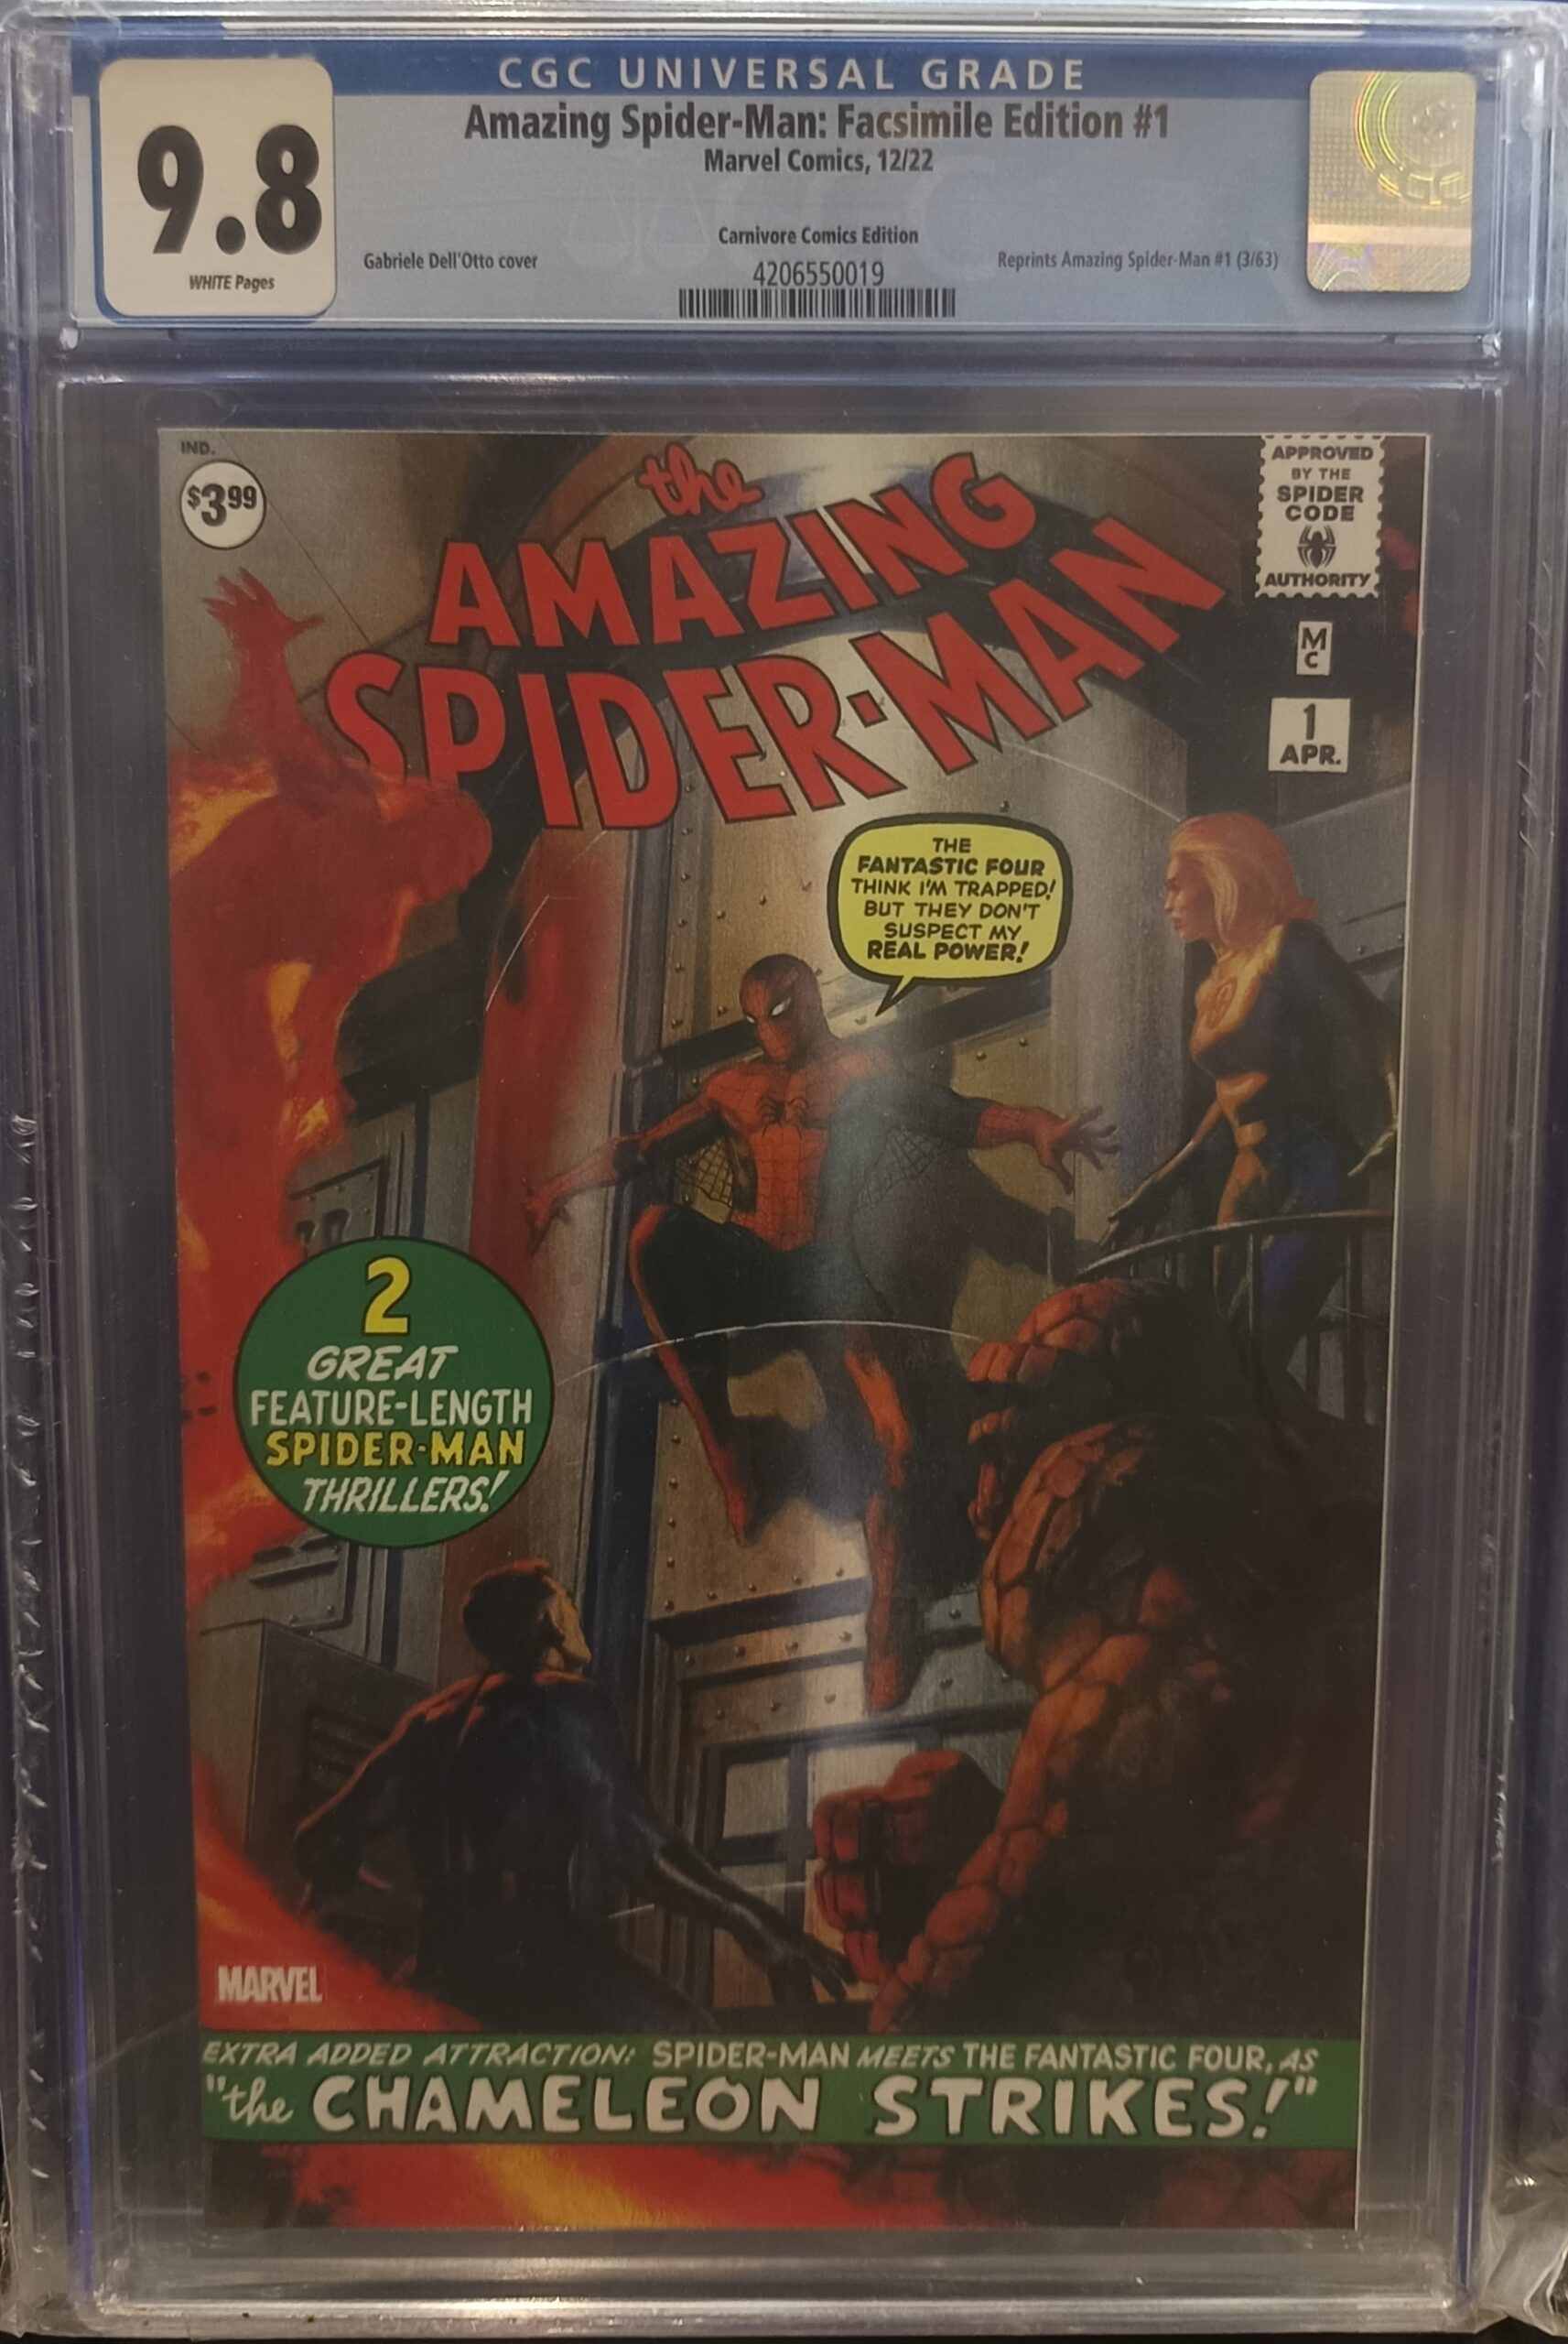 CGC UNIVERSAL GRADE
9.8
WHITE Pages
Amazing Spider-Man: Facsimile Edition #1
Marvel Comics, 12/22
Carnivore Comics Edition
Gabriele Dell'Otto cover
4206550019
Reprints Amazing Spider-Man #1 (3/63)
IND.
$3.99
the
AMAZING
SPIDER-MAN
APPROVED
BY THE
SPIDER
CODE
AUTHORITY
M
C
1
APR.
THE
FANTASTIC FOUR
THINK I'M TRAPPED!
BUT THEY DON'T
SUSPECT MY
REAL POWER!
2
GREAT
FEATURE-LENGTH
SPIDER-MAN
THRILLERS!
MARVEL
EXTRA ADDED ATTRACTION: SPIDER-MAN MEETS THE FANTASTIC FOUR, AS
"the CHAMELEON STRIKES!"